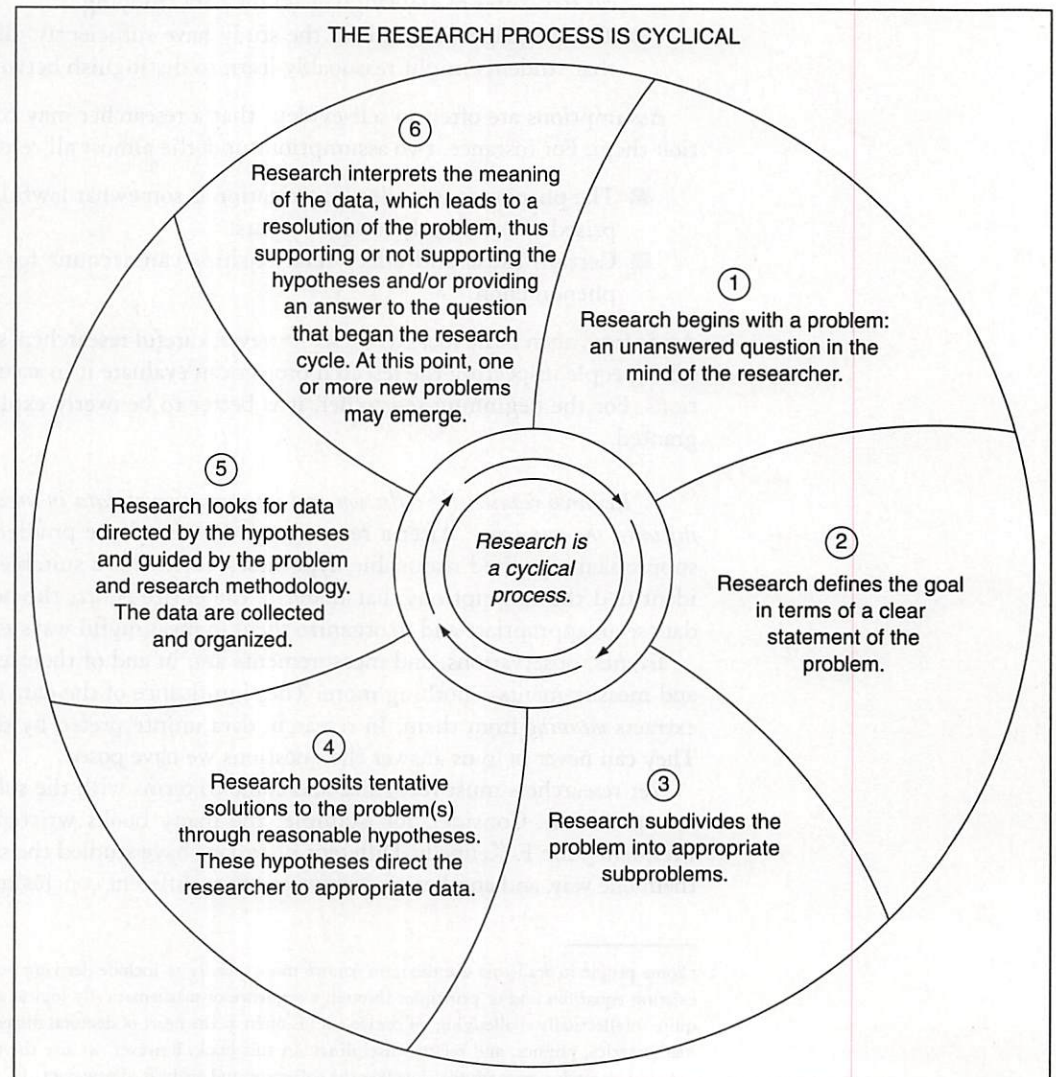 THE RESEARCH PROCESS IS CYCLICAL
6
Research interprets the meaning
of the data, which leads to a
resolution of the problem, thus
supporting or not supporting the
hypotheses and/or providing
an answer to the question
that began the research
cycle. At this point, one
or more new problems
may emerge.
1
Research begins with a problem:
an unanswered question in the
mind of the researcher.
5
Research looks for data
directed by the hypotheses
and guided by the problem
and research methodology.
The data are collected
and organized.
Research is
a cyclical
process.
2
Research defines the goal
in terms of a clear
statement of the
problem.
4
Research posits tentative
solutions to the problem(s)
through reasonable hypotheses.
These hypotheses direct the
researcher to appropriate data.
3
Research subdivides the
problem into appropriate
subproblems.